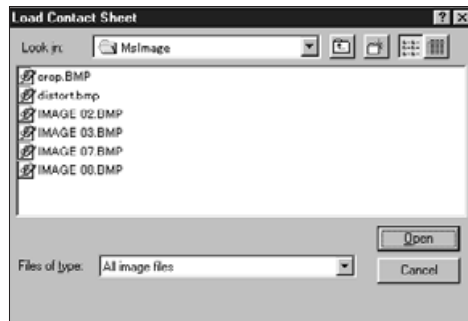 Load Contact Sheet
Look in: MsImage
crop.BMP
distort.bmp
IMAGE 02.BMP
IMAGE 03.BMP
IMAGE 07.BMP
IMAGE 08.BMP
Open
Files of type: All image files
Cancel